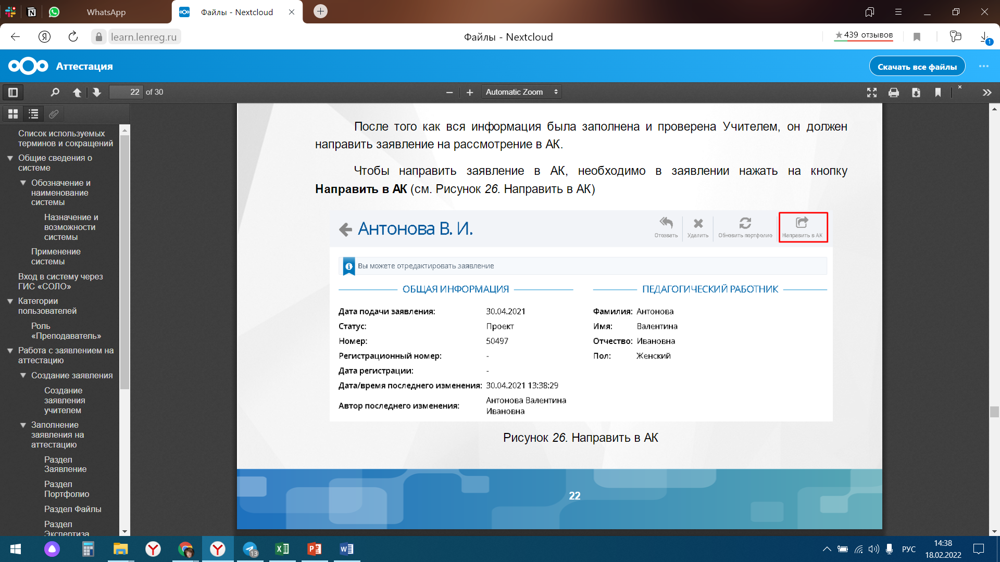 WhatsApp
Файлы - Nextcloud
learn.lenreg.ru
Файлы - Nextcloud
439 отзывов
1
Аттестация
Скачать все файлы
22 of 30
Automatic Zoom
Список используемых
терминов и сокращений
Общие сведения о
системе
Обозначение и
наименование
системы
Назначение и
возможности
системы
Применение
системы
Вход в систему через
ГИС «СОЛО»
Категории
пользователей
Роль
«Преподаватель»
Работа с заявлением на
аттестацию
Создание заявления
Создание
заявления
учителем
Заполнение
заявления на
аттестацию
Раздел
Заявление
Раздел
Портфолио
Раздел Файлы
Раздел
Экспертиза
После того как вся информация была заполнена и проверена Учителем, он должен
направить заявление на рассмотрение в АК.
Чтобы направить заявление в АК, необходимо в заявлении нажать на кнопку
Направить в АК (см. Рисунок 26. Направить в АК)
Антонова В. И.
Отозвать
Удалить
Обновить портфолио
Направить в АК
Вы можете отредактировать заявление
ОБЩАЯ ИНФОРМАЦИЯ
Дата подачи заявления: 30.04.2021
Статус: Проект
Номер: 50497
Регистрационный номер: -
Дата регистрации: -
Дата/время последнего изменения: 30.04.2021 13:38:29
Автор последнего изменения: Антонова Валентина
Ивановна
ПЕДАГОГИЧЕСКИЙ РАБОТНИК
Фамилия: Антонова
Имя: Валентина
Отчество: Ивановна
Пол: Женский
Рисунок 26. Направить в АК
22
13
РУС
14:38
18.02.2022